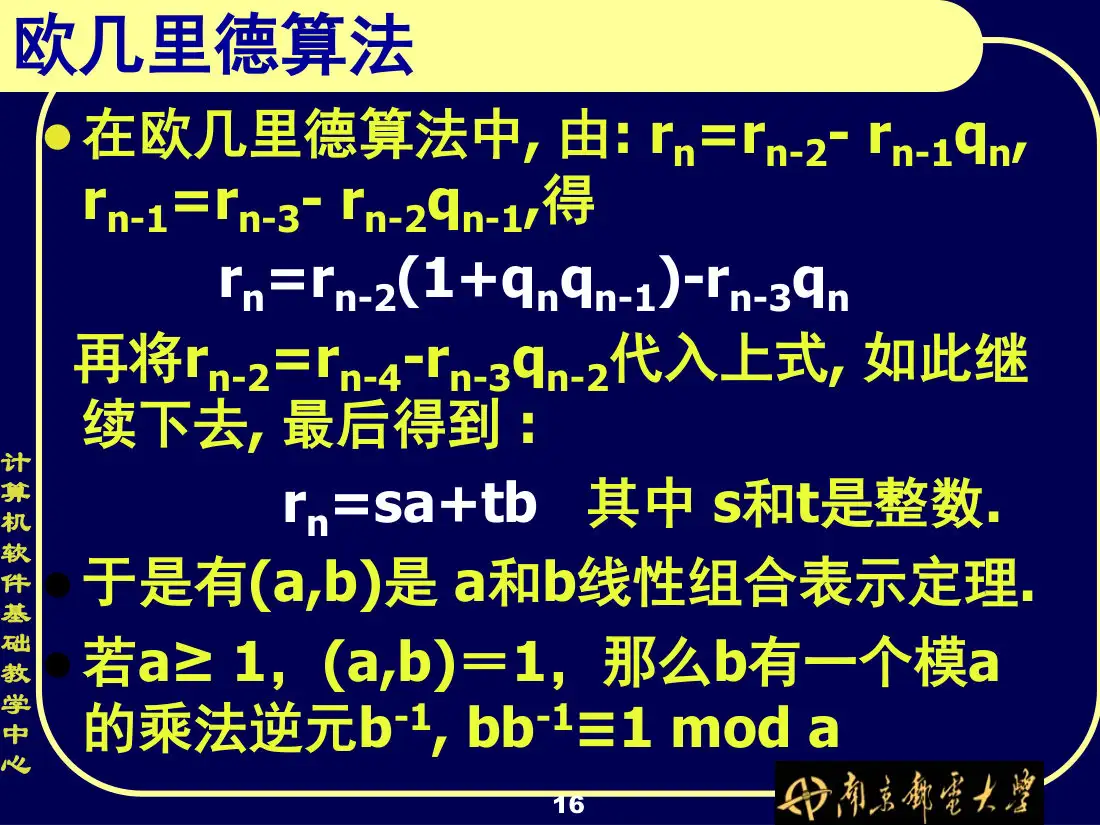 欧几里德算法
在欧几里德算法中, 由: rn=rn-2- rn-1qn,
rn-1=rn-3- rn-2qn-1,得
rn=rn-2(1+qnqn-1)-rn-3qn
再将rn-2=rn-4-rn-3qn-2代入上式, 如此继
续下去, 最后得到：
rn=sa+tb 其中 s和t是整数.
于是有(a,b)是 a和b线性组合表示定理.
若a≥ 1，(a,b)＝1，那么b有一个模a
的乘法逆元b-1, bb-1≡1 mod a
计算机软件基础教学中心
16
南京郵電大學